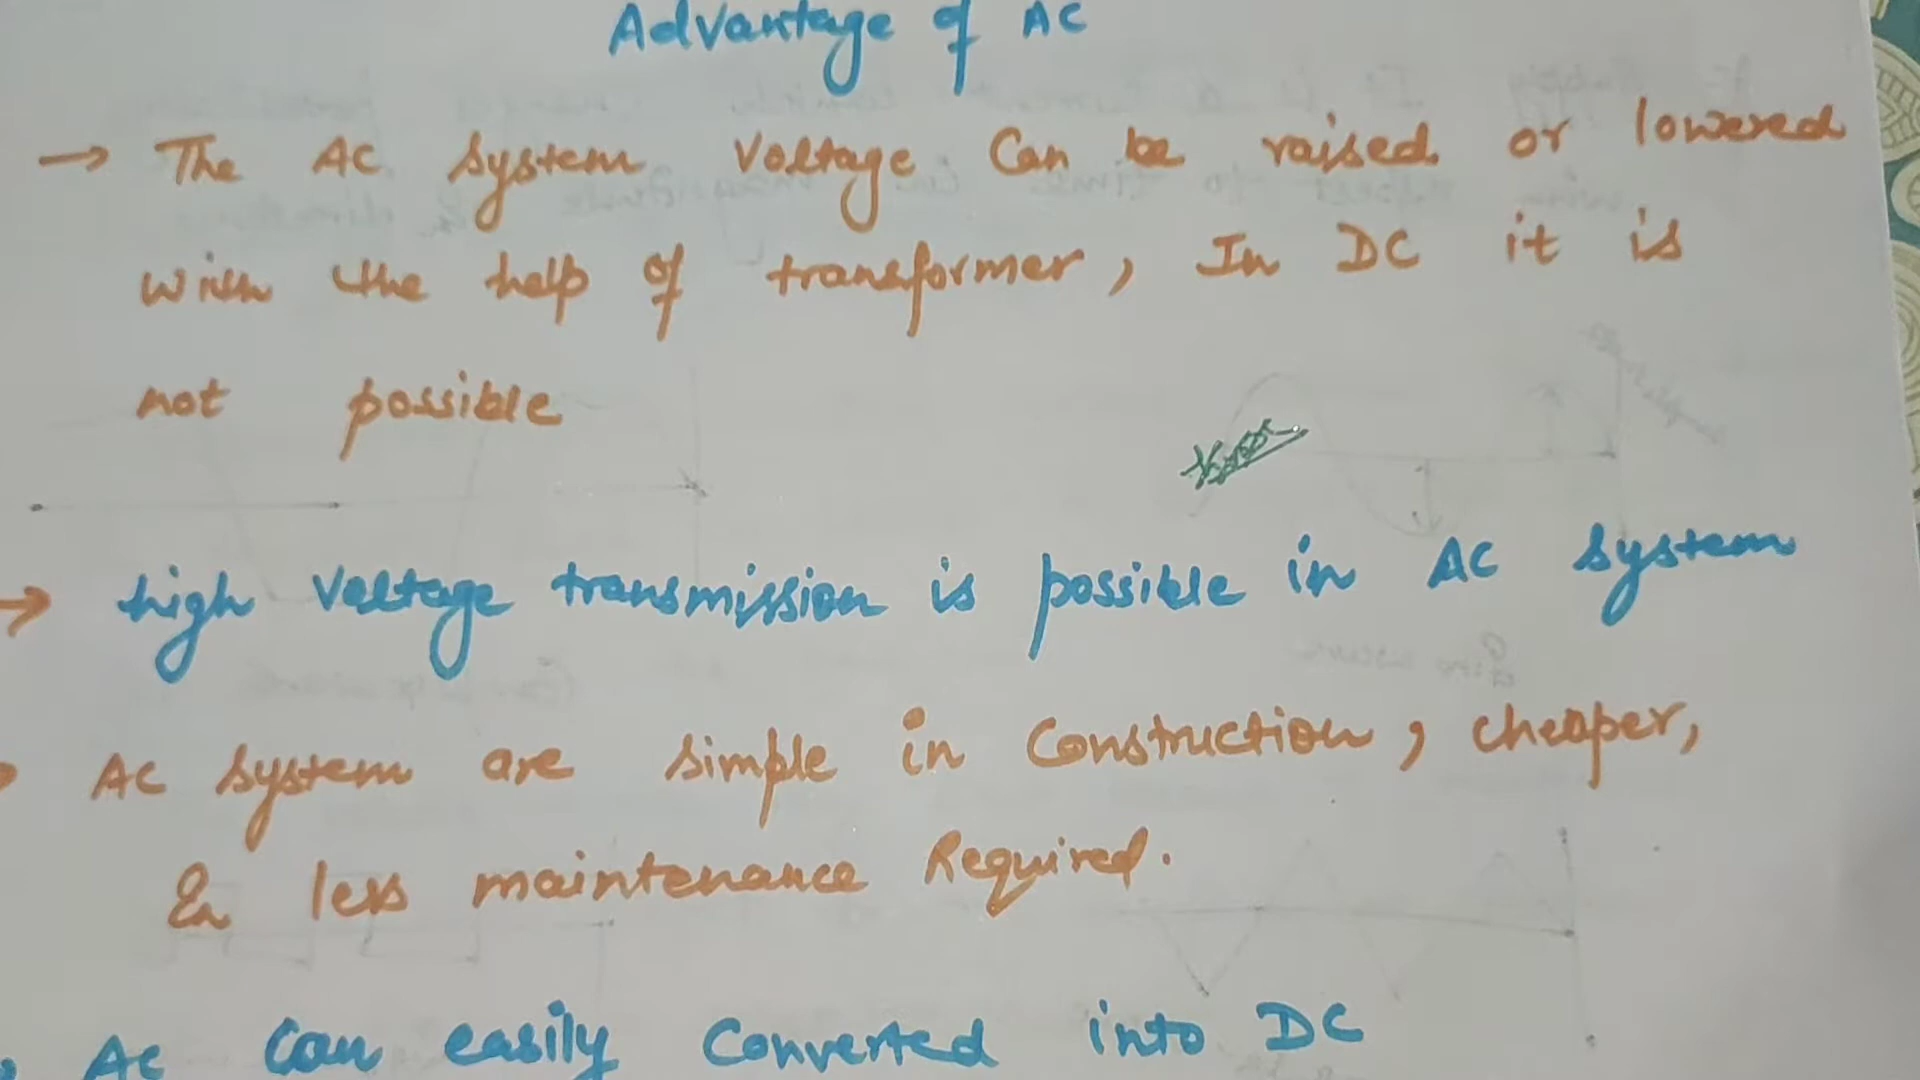 Advantage of AC
→ The AC system voltage can be raised or lowered
with the help of transformer, In DC it is
not possible
→ high voltage transmission is possible in AC system
AC system are simple in construction, cheaper,
& less maintenance Required.
AC can easily converted into DC